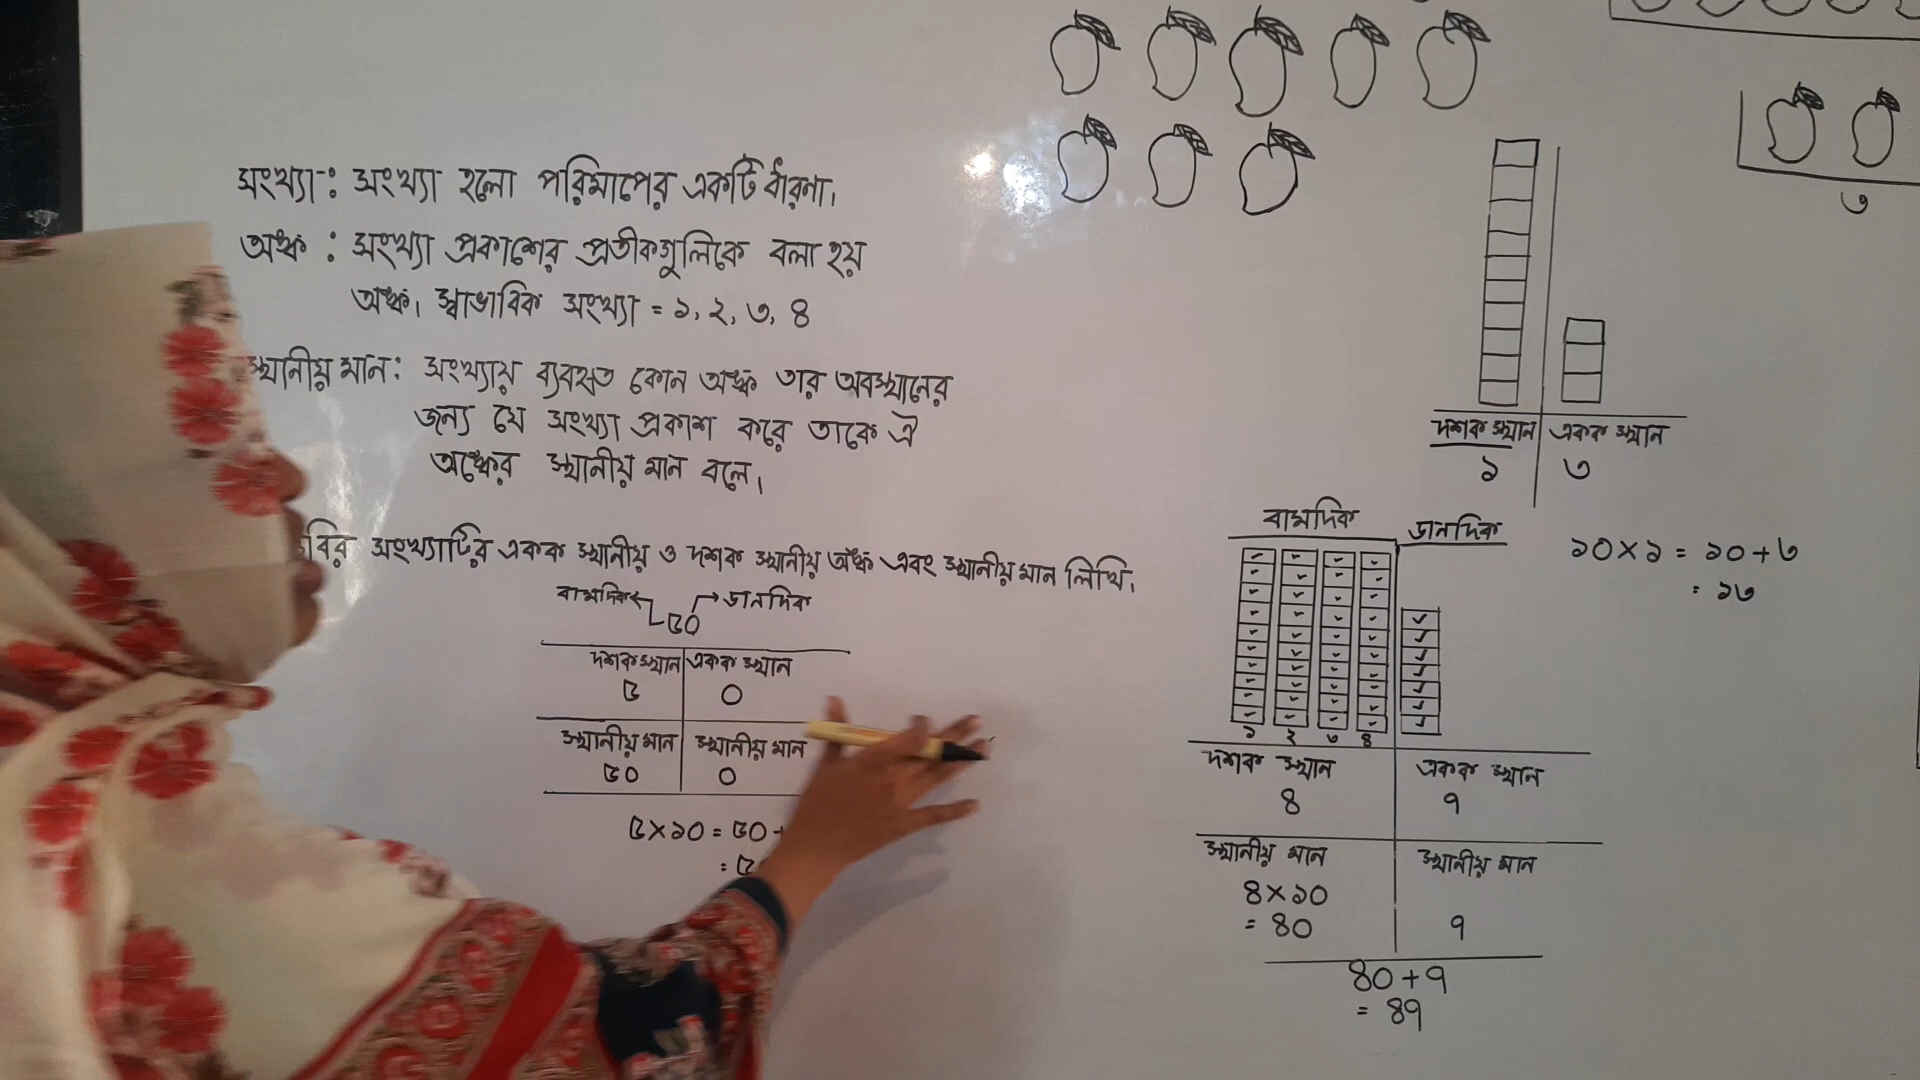 সংখ্যা: সংখ্যা হলো পরিমাপের একটি ধারনা।
অঙ্ক : সংখ্যা প্রকাশের প্রতীকগুলিকে বলা হয়
অঙ্ক। স্বাভাবিক সংখ্যা = ১, ২, ৩, ৪
স্থানীয় মান: সংখ্যায় ব্যবহৃত কোন অঙ্ক তার অবস্থানের
জন্য যে সংখ্যা প্রকাশ করে তাকে ঐ
অঙ্কের স্থানীয় মান বলে।
সংখ্যাটির একক স্থানীয় ও দশক স্থানীয় অঙ্ক এবং স্থানীয় মান লিখি।
বামদিক ডানদিক
৫০
দশক স্থান একক স্থান
৫ ০
স্থানীয় মান স্থানীয় মান
৫০ ০
৫×১০ = ৫০ +
= ৫
৩
দশক স্থান একক স্থান
১ ৩
বামদিক ডানদিক
১ ২ ৩ ৪
দশক স্থান একক স্থান
৪ ৭
স্থানীয় মান স্থানীয় মান
৪×১০
= ৪০ ৭
৪০+৭
= ৪৭
১০×১ = ১০+৩
= ১৩